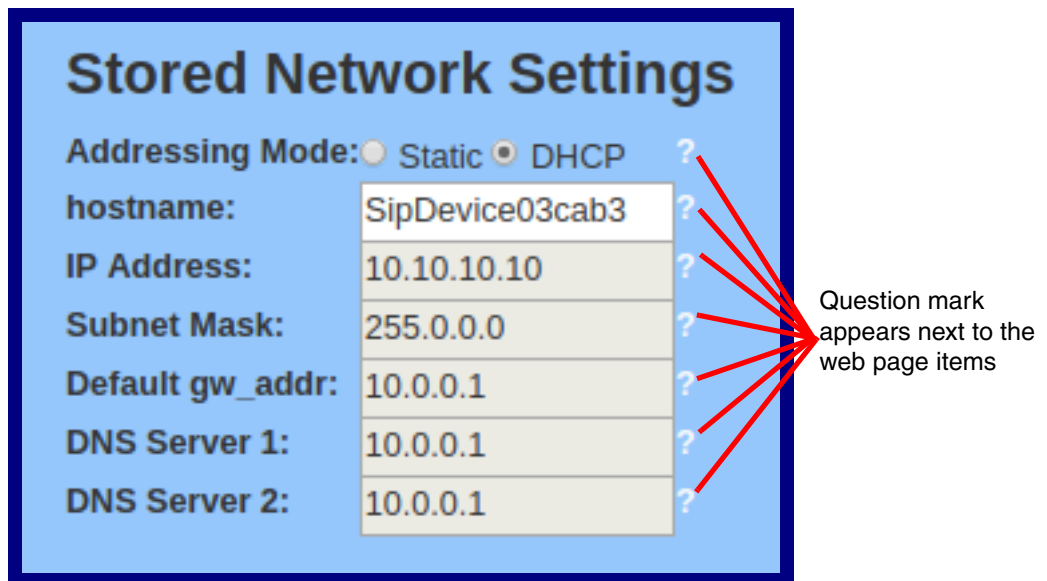 Stored Network Settings
Addressing Mode: Static DHCP ?
hostname: SipDevice03cab3 ?
IP Address: 10.10.10.10 ?
Subnet Mask: 255.0.0.0 ?
Default gw_addr: 10.0.0.1 ?
DNS Server 1: 10.0.0.1 ?
DNS Server 2: 10.0.0.1 ?
Question mark
appears next to the
web page items